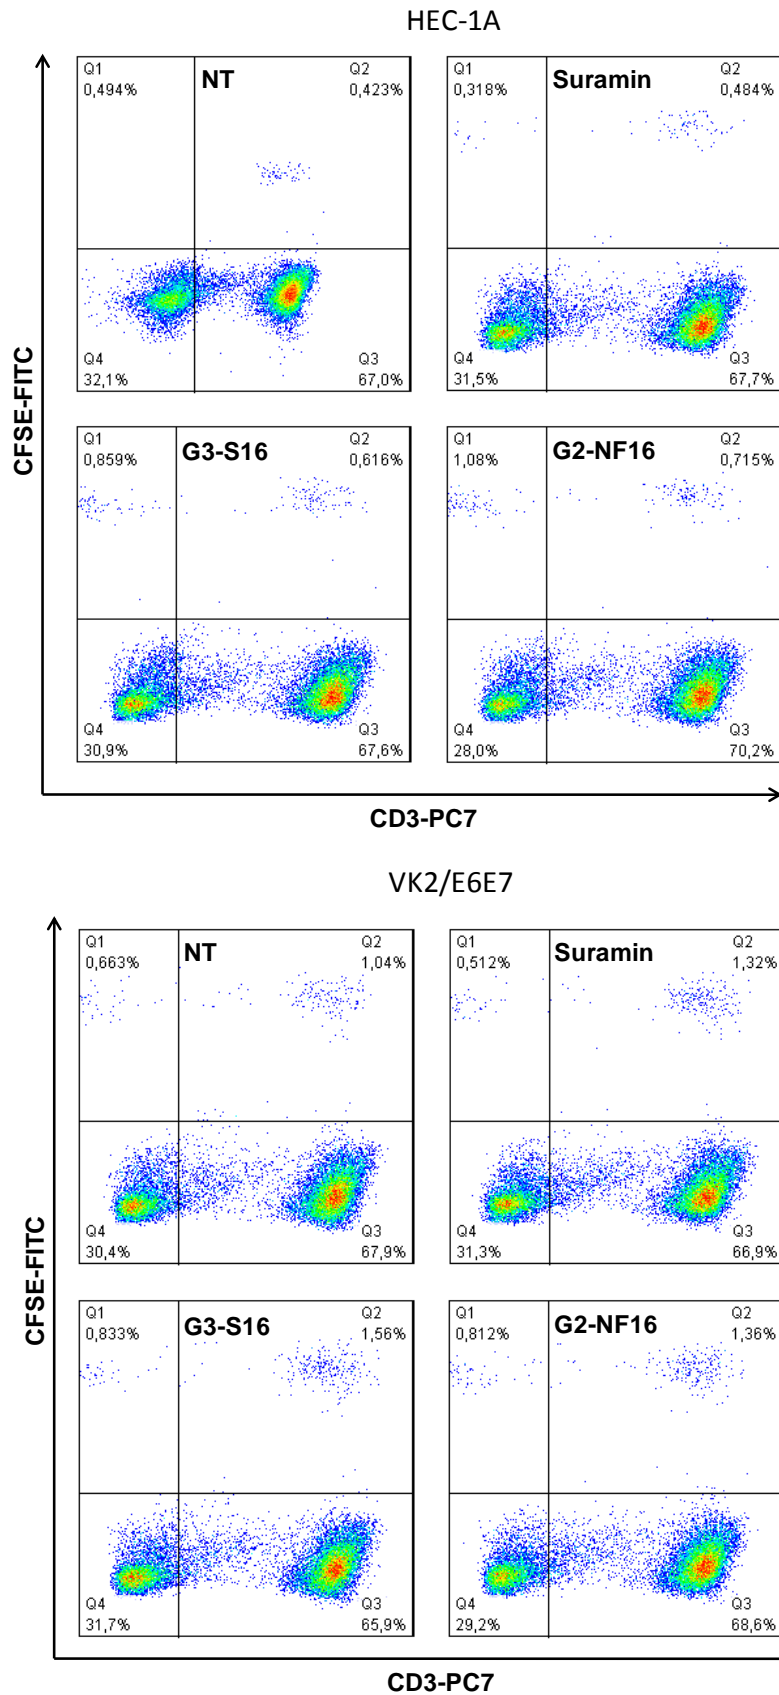 HEC-1A
Q1
0,494%
NT
Q2
0,423%
Q4
32,1%
Q3
67,0%
Q1
0,318%
Suramin
Q2
0,484%
Q4
31,5%
Q3
67,7%
Q1
0,859%
G3-S16
Q2
0,616%
Q4
30,9%
Q3
67,6%
Q1
1,08%
G2-NF16
Q2
0,715%
Q4
28,0%
Q3
70,2%
CFSE-FITC
CD3-PC7
VK2/E6E7
Q1
0,663%
NT
Q2
1,04%
Q4
30,4%
Q3
67,9%
Q1
0,512%
Suramin
Q2
1,32%
Q4
31,3%
Q3
66,9%
Q1
0,833%
G3-S16
Q2
1,56%
Q4
31,7%
Q3
65,9%
Q1
0,812%
G2-NF16
Q2
1,36%
Q4
29,2%
Q3
68,6%
CFSE-FITC
CD3-PC7